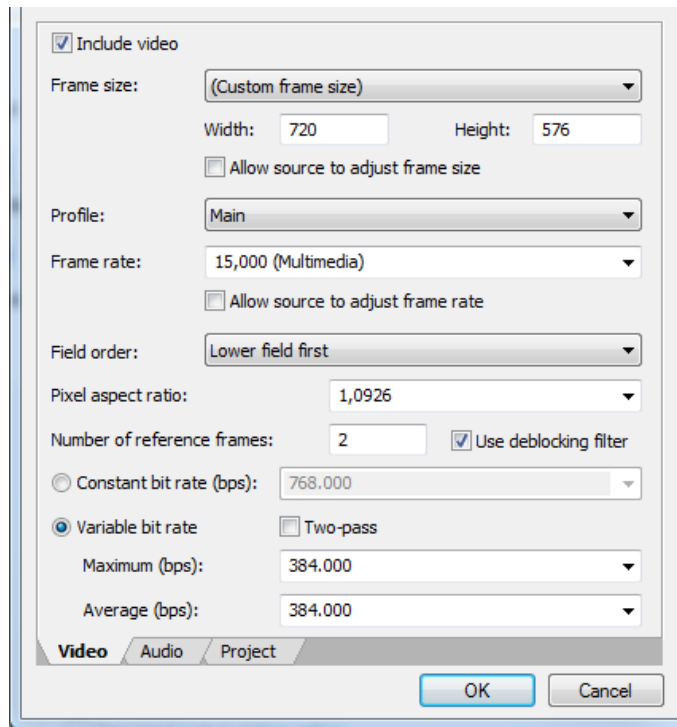 Include video
Frame size: (Custom frame size)
Width: 720 Height: 576
Allow source to adjust frame size
Profile: Main
Frame rate: 15,000 (Multimedia)
Allow source to adjust frame rate
Field order: Lower field first
Pixel aspect ratio: 1,0926
Number of reference frames: 2 Use deblocking filter
Constant bit rate (bps): 768.000
Variable bit rate Two-pass
Maximum (bps): 384.000
Average (bps): 384.000
Video Audio Project
OK Cancel